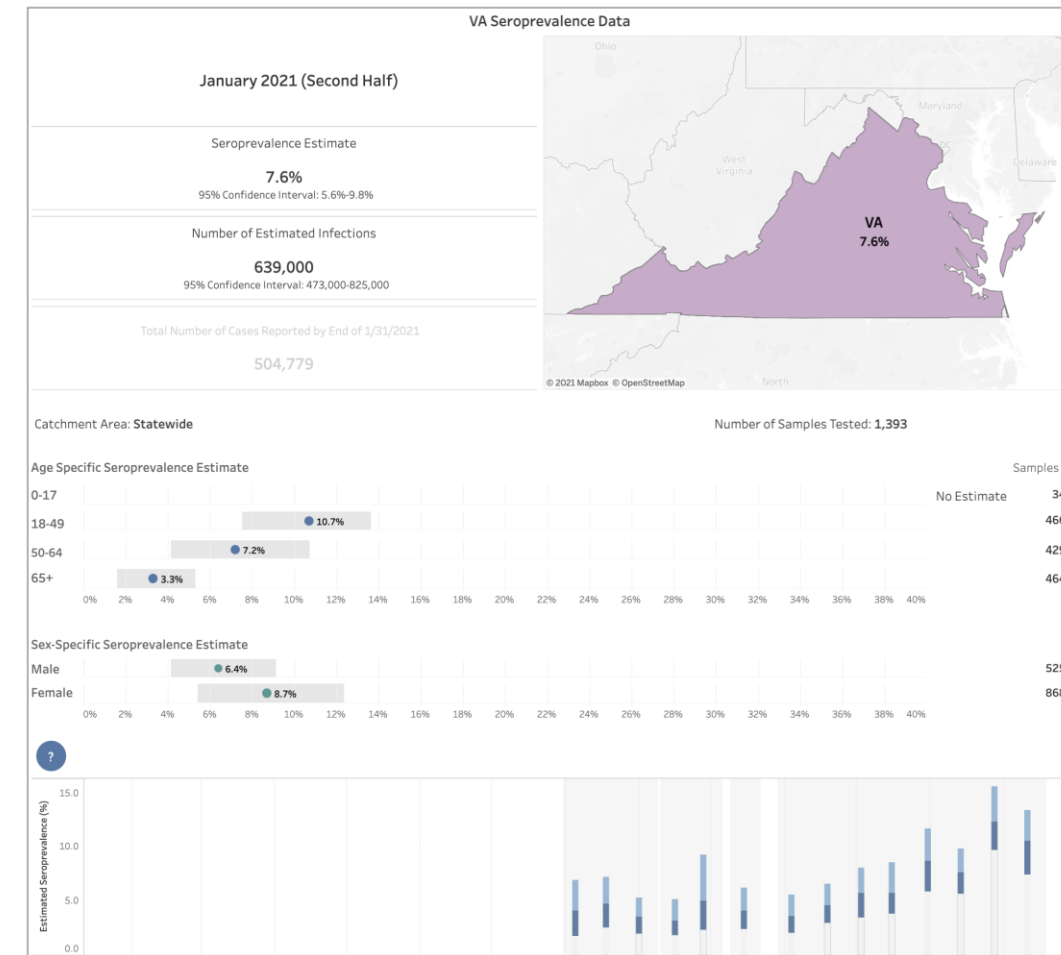 VA Seroprevalence Data
January 2021 (Second Half)
Seroprevalence Estimate
7.6%
95% Confidence Interval: 5.6%-9.8%
Number of Estimated Infections
639,000
95% Confidence Interval: 473,000-825,000
Total Number of Cases Reported by End of 1/31/2021
504,779
Ohio
Maryland
West
Virginia
Delaware
VA
7.6%
© 2021 Mapbox © OpenStreetMap
North
Catchment Area: Statewide
Number of Samples Tested: 1,393
Age Specific Seroprevalence Estimate
Samples
0-17
No Estimate
34
18-49
10.7%
466
50-64
7.2%
429
65+
3.3%
464
0% 2% 4% 6% 8% 10% 12% 14% 16% 18% 20% 22% 24% 26% 28% 30% 32% 34% 36% 38% 40%
Sex-Specific Seroprevalence Estimate
Male
6.4%
525
Female
8.7%
868
0% 2% 4% 6% 8% 10% 12% 14% 16% 18% 20% 22% 24% 26% 28% 30% 32% 34% 36% 38% 40%
?
Estimated Seroprevalence (%)
15.0
10.0
5.0
0.0